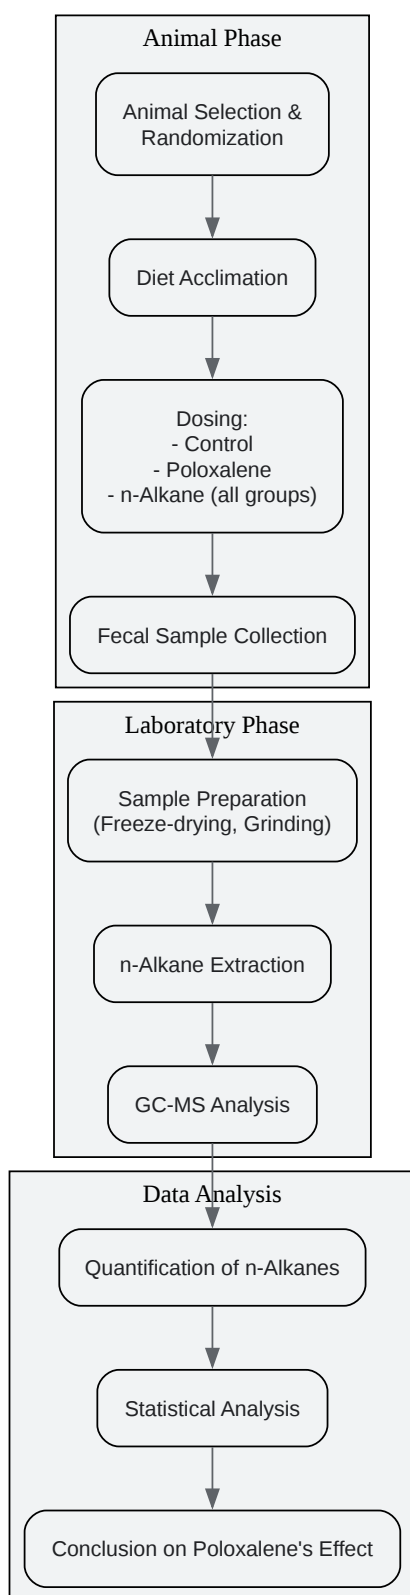 Animal Phase
Animal Selection &
Randomization
Diet Acclimation
Dosing:
- Control
- Poloxalene
- n-Alkane (all groups)
Fecal Sample Collection
Laboratory Phase
Sample Preparation
(Freeze-drying, Grinding)
n-Alkane Extraction
GC-MS Analysis
Data Analysis
Quantification of n-Alkanes
Statistical Analysis
Conclusion on Poloxalene's Effect